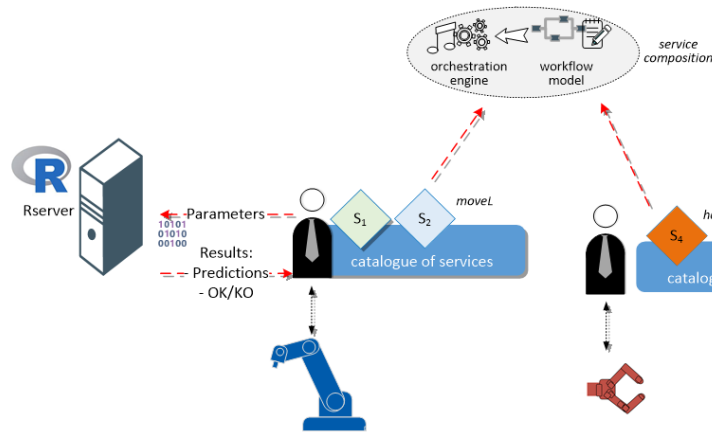 service
composition
orchestration
engine
workflow
model
R
Rserver
Parameters
10101
01010
00100
Results:
Predictions
- OK/KO
S1
S2
moveL
catalogue of services
S4